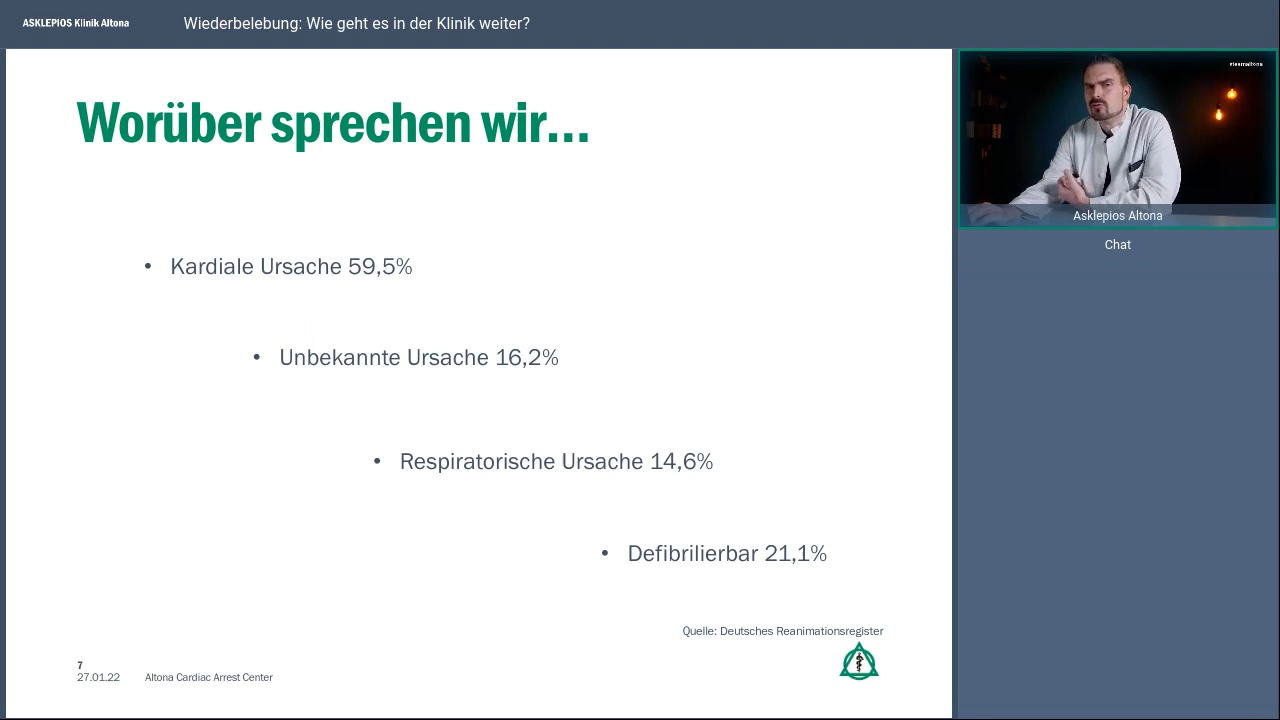 ASKLEPIOS Klinik Altona
Wiederbelebung: Wie geht es in der Klinik weiter?
Worüber sprechen wir...
• Kardiale Ursache 59,5%
• Unbekannte Ursache 16,2%
• Respiratorische Ursache 14,6%
• Defibrilierbar 21,1%
Quelle: Deutsches Reanimationsregister
7
27.01.22 Altona Cardiac Arrest Center
#teamaltona
Asklepios Altona
Chat